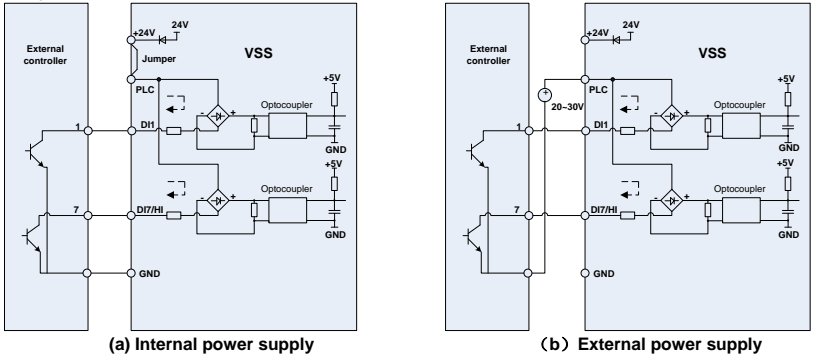 External
controller
+24V
24V
Jumper
VSS
PLC
+5V
Optocoupler
-
+
1
DI1
GND
+5V
Optocoupler
-
+
7
DI7/HI
GND
GND
(a) Internal power supply
External
controller
+24V
24V
VSS
PLC
+
20~30V
+5V
Optocoupler
-
+
1
DI1
GND
+5V
Optocoupler
-
+
7
DI7/HI
GND
GND
（b）External power supply